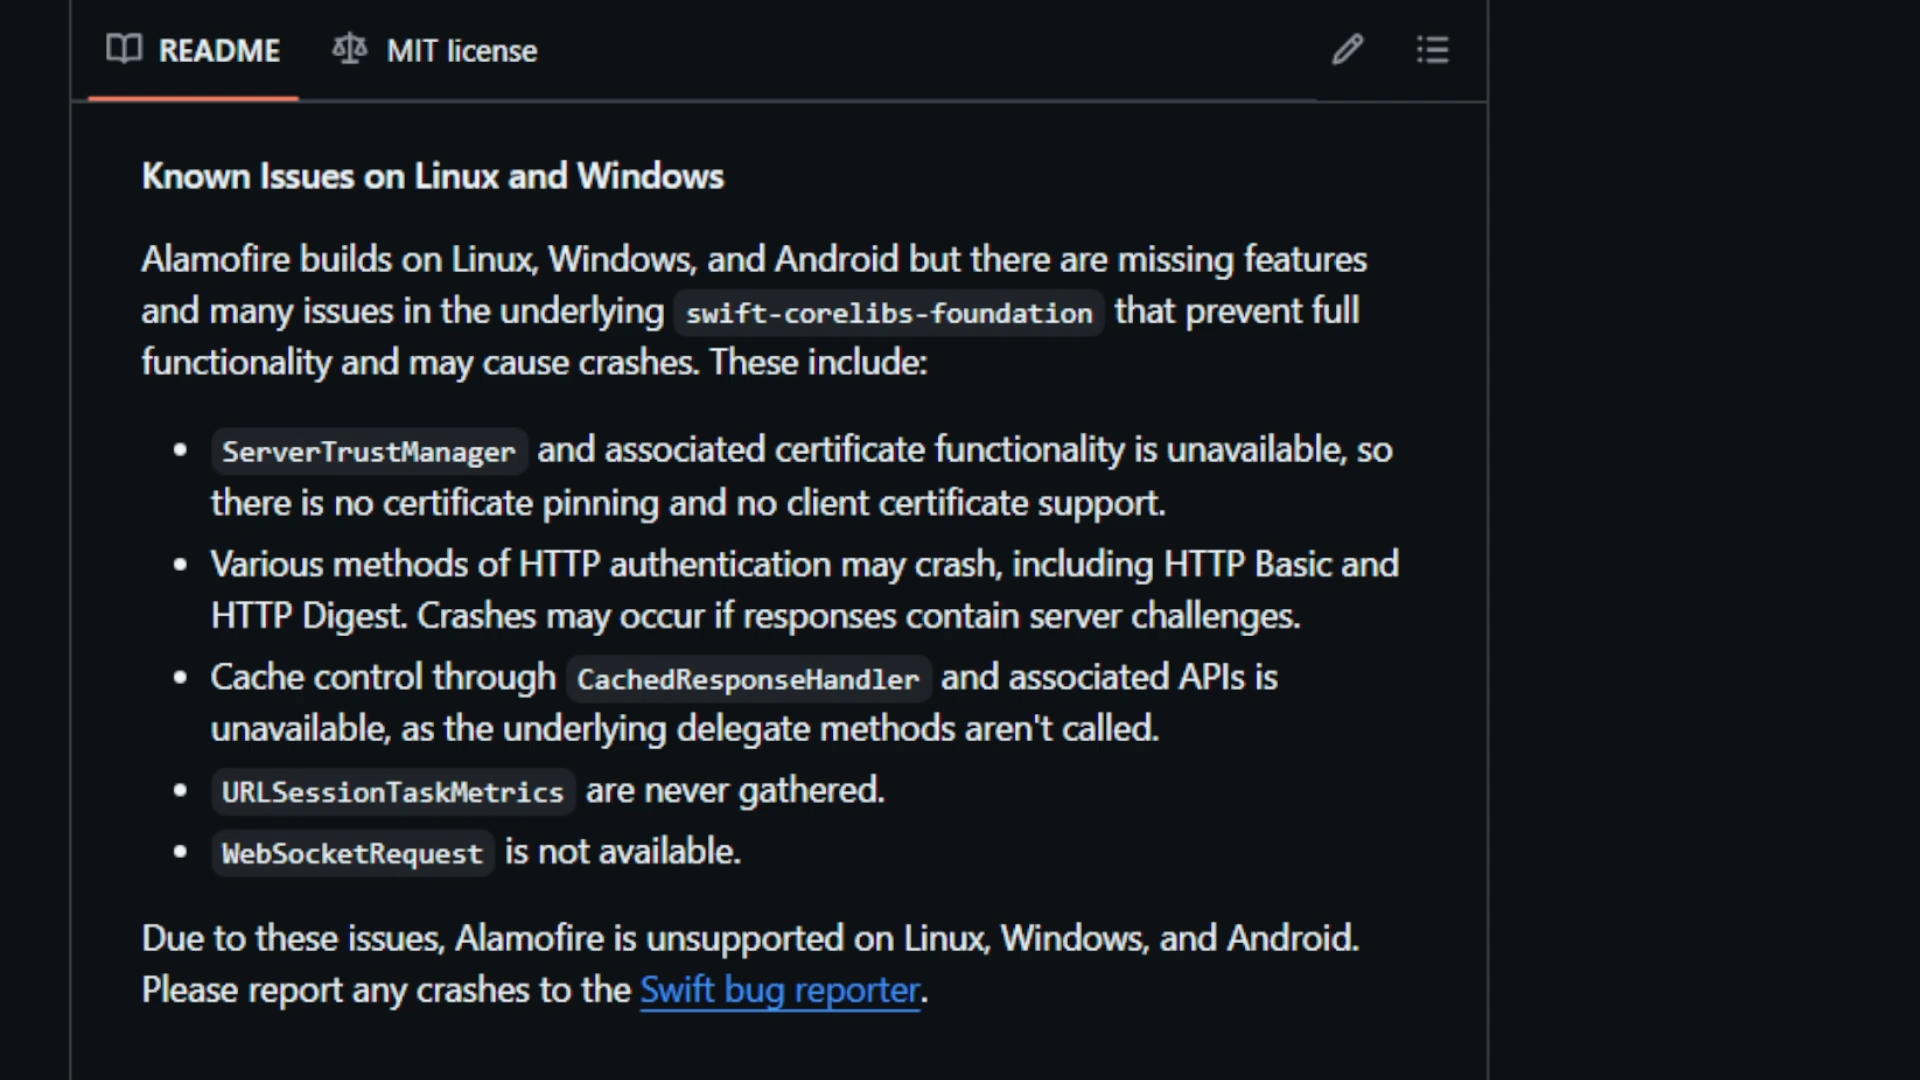 README MIT license
Known Issues on Linux and Windows
Alamofire builds on Linux, Windows, and Android but there are missing features
and many issues in the underlying swift-corelibs-foundation that prevent full
functionality and may cause crashes. These include:
• ServerTrustManager and associated certificate functionality is unavailable, so
there is no certificate pinning and no client certificate support.
• Various methods of HTTP authentication may crash, including HTTP Basic and
HTTP Digest. Crashes may occur if responses contain server challenges.
• Cache control through CachedResponseHandler and associated APIs is
unavailable, as the underlying delegate methods aren't called.
• URLSessionTaskMetrics are never gathered.
• WebSocketRequest is not available.
Due to these issues, Alamofire is unsupported on Linux, Windows, and Android.
Please report any crashes to the Swift bug reporter.